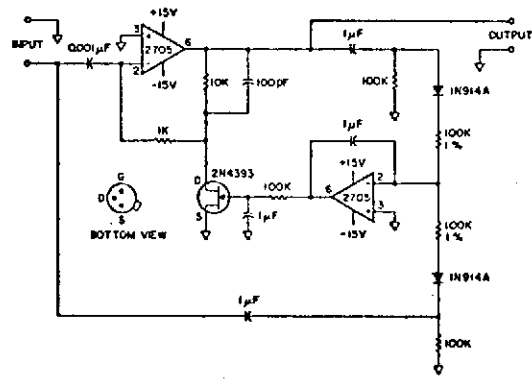 +15V
6
OUTPUT
INPUT
0.001µF
3
+
2705
2
-
-15V
1µF
10K
100PF
100K
1N914A
1K
1µF
100K
1%
2N4393
+15V
G
D
S
D
S
100K
6
2
-
2705
3
+
-15V
1µF
100K
1%
BOTTOM VIEW
1N914A
1µF
100K